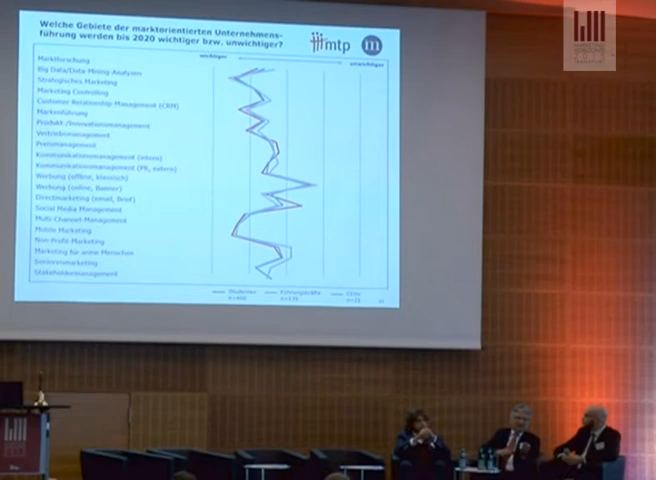 Welche Gebiete der marktorientierten Unternehmens-
führung werden bis 2020 wichtiger bzw. unwichtiger?
mtp
m
wichtiger
unwichtiger
Marktforschung
Big Data/Data Mining-Analysen
Strategisches Marketing
Marketing Controlling
Customer Relationship Management (CRM)
Markenführung
Produkt-/Innovationsmanagement
Vertriebsmanagement
Preismanagement
Kommunikationsmanagement (intern)
Kommunikationsmanagement (PR, extern)
Werbung (offline, klassisch)
Werbung (online, Banner)
Direktmarketing (email, Brief)
Social Media Management
Multi-Channel-Management
Mobile Marketing
Non-Profit Marketing
Marketing für arme Menschen
Seniorenmarketing
Stakeholdermanagement
Studenten
Führungskräfte
CEOs